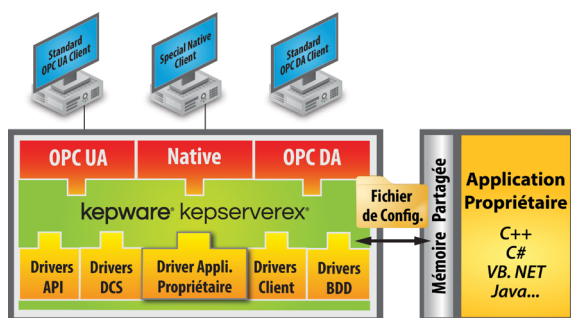 Standard
OPC UA Client
Special Native
Client
Standard
OPC DA Client
OPC UA
Native
OPC DA
kepware® kepserverex®
Drivers
API
Drivers
DCS
Driver Appli.
Propriétaire
Drivers
Client
Drivers
BDD
Fichier
de Config.
Mémoire Partagée
Application
Propriétaire
C++
C#
VB. NET
Java...